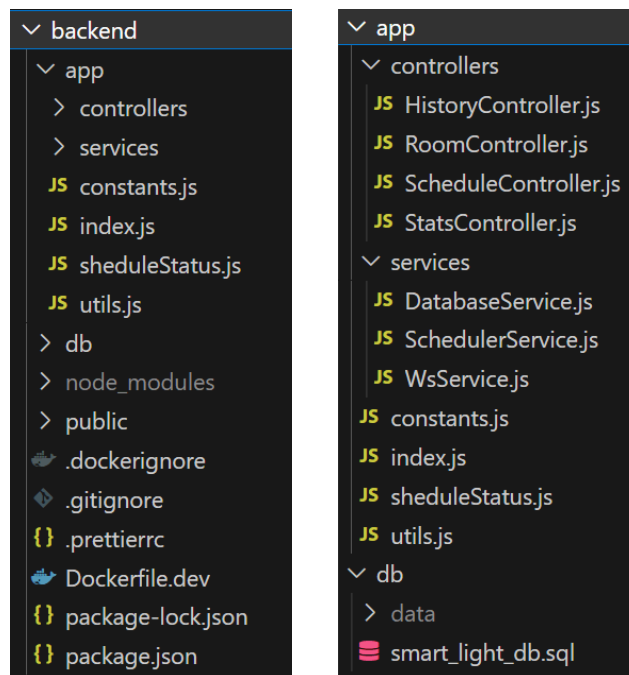 backend
app
controllers
services
JS constants.js
JS index.js
JS sheduleStatus.js
JS utils.js
db
node_modules
public
.dockerignore
.gitignore
{} .prettierrc
Dockerfile.dev
{} package-lock.json
{} package.json
app
controllers
JS HistoryController.js
JS RoomController.js
JS ScheduleController.js
JS StatsController.js
services
JS DatabaseService.js
JS SchedulerService.js
JS WsService.js
JS constants.js
JS index.js
JS sheduleStatus.js
JS utils.js
db
data
smart_light_db.sql